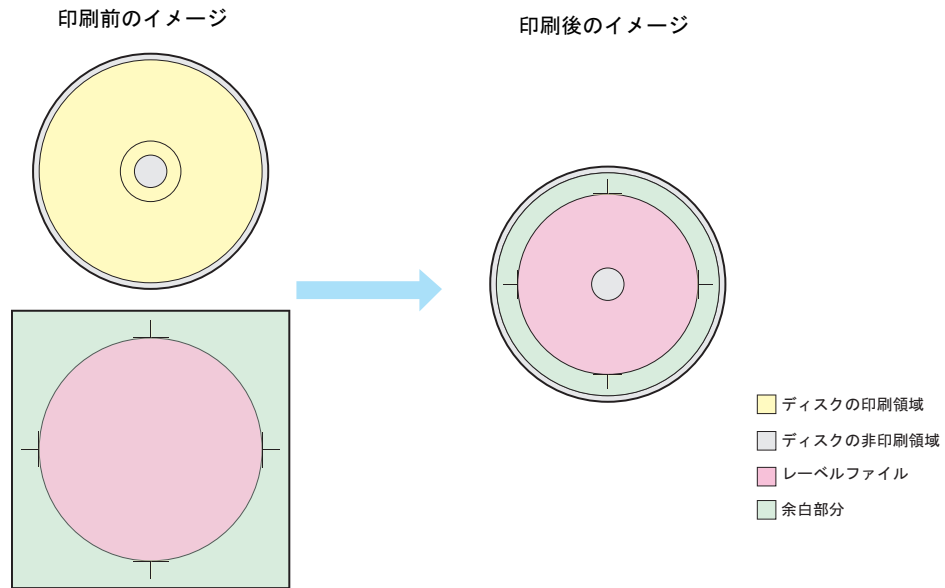 印刷前のイメージ
印刷後のイメージ
ディスクの印刷領域
ディスクの非印刷領域
レーベルファイル
余白部分